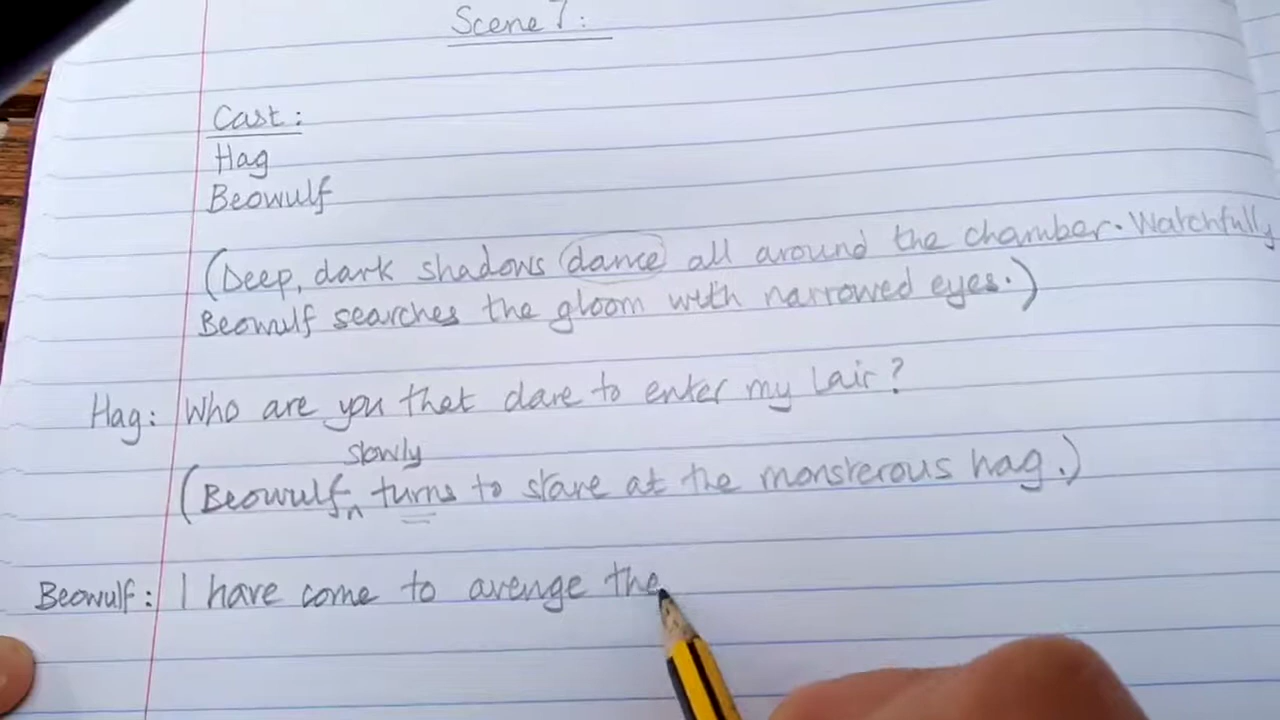 Scene 7:
Cast:
Hag
Beowulf
(Deep, dark shadows dance all around the chamber. Watchfully
Beowulf searches the gloom with narrowed eyes.)
Hag: Who are you that dare to enter my lair?
slowly
(Beowulf turns to stare at the monsterous hag.)
Beowulf: I have come to avenge the